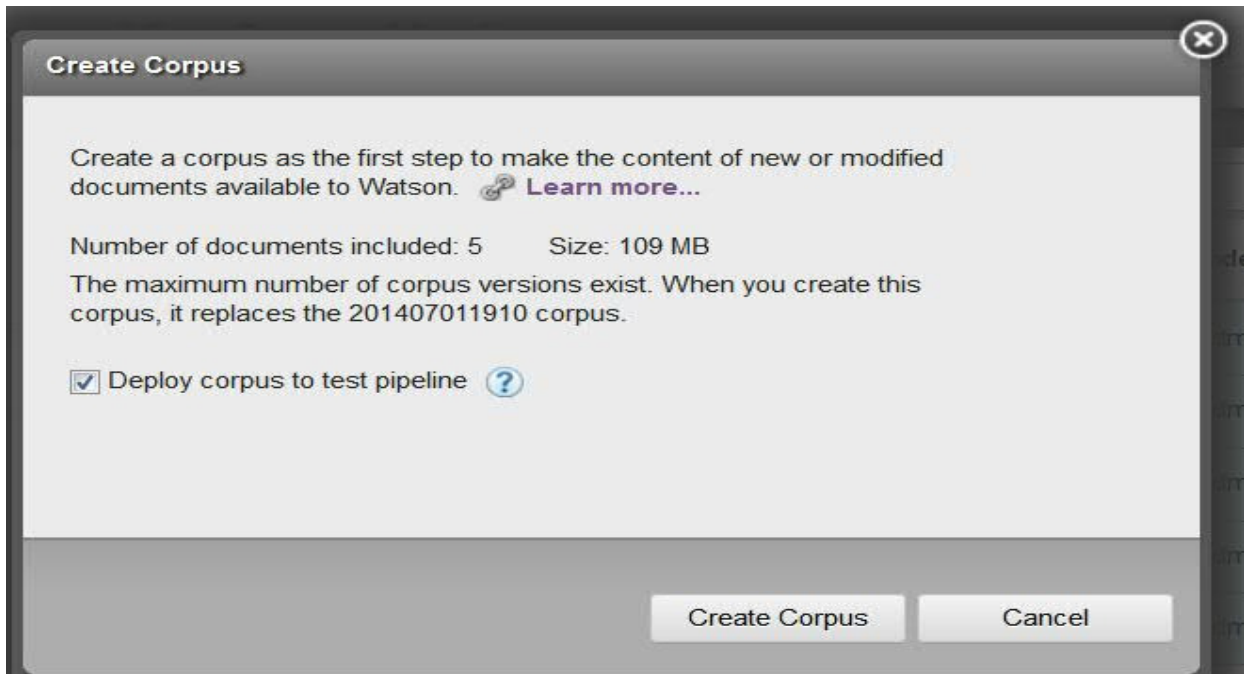 Create Corpus
Create a corpus as the first step to make the content of new or modified
documents available to Watson. Learn more...
Number of documents included: 5 Size: 109 MB
The maximum number of corpus versions exist. When you create this
corpus, it replaces the 201407011910 corpus.
Deploy corpus to test pipeline ?
Create Corpus Cancel